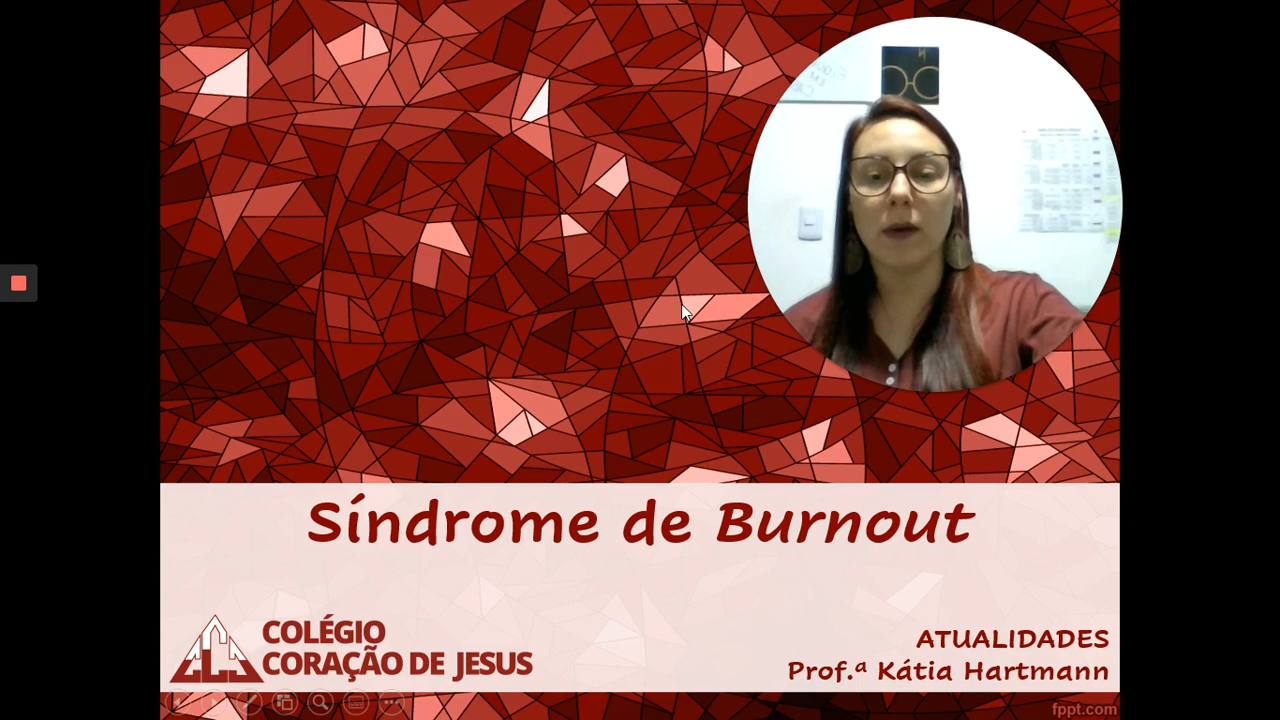 Síndrome de Burnout
COLÉGIO
CORAÇÃO DE JESUS
ATUALIDADES
Prof.ª Kátia Hartmann
fppt.com